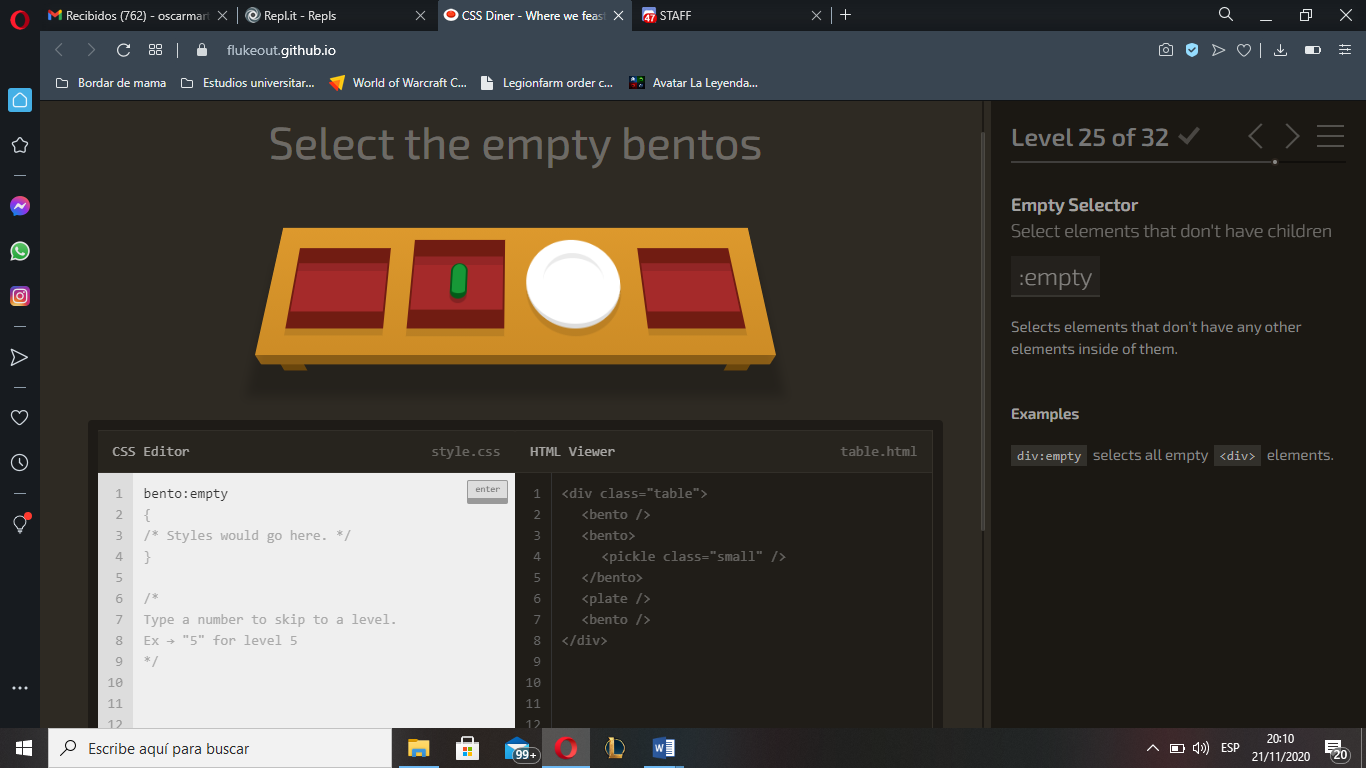 Recibidos (762) - oscarmar
Repl.it - Repls
CSS Diner - Where we feas
47 STAFF
flukeout.github.io
Bordar de mama
Estudios universitar...
World of Warcraft C...
Legionfarm order c...
Avatar La Leyenda...
Select the empty bentos
Level 25 of 32
Empty Selector
Select elements that don't have children
:empty
Selects elements that don't have any other
elements inside of them.
Examples
div:empty selects all empty <div> elements.
CSS Editor
style.css
enter
1 bento:empty
2 {
3 /* Styles would go here. */
4 }
5
6 /*
7 Type a number to skip to a level.
8 Ex → "5" for level 5
9 */
10
11
12
HTML Viewer
table.html
1 <div class="table">
2 <bento />
3 <bento>
4 <pickle class="small" />
5 </bento>
6 <plate />
7 <bento />
8 </div>
9
10
11
12
Escribe aquí para buscar
99+
W
ESP
20:10
21/11/2020
20